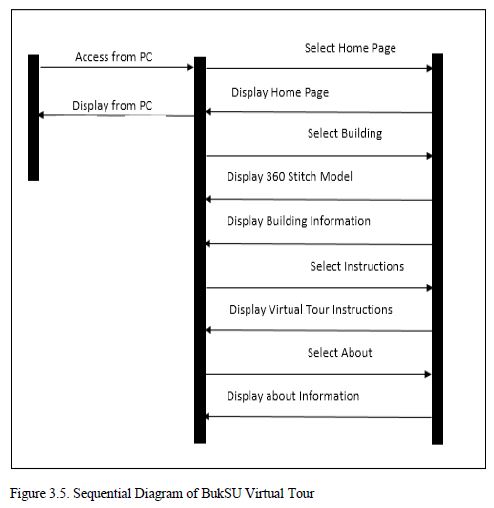 Select Home Page
Access from PC
Display Home Page
Display from PC
Select Building
Display 360 Stitch Model
Display Building Information
Select Instructions
Display Virtual Tour Instructions
Select About
Display about Information
Figure 3.5. Sequential Diagram of BukSU Virtual Tour